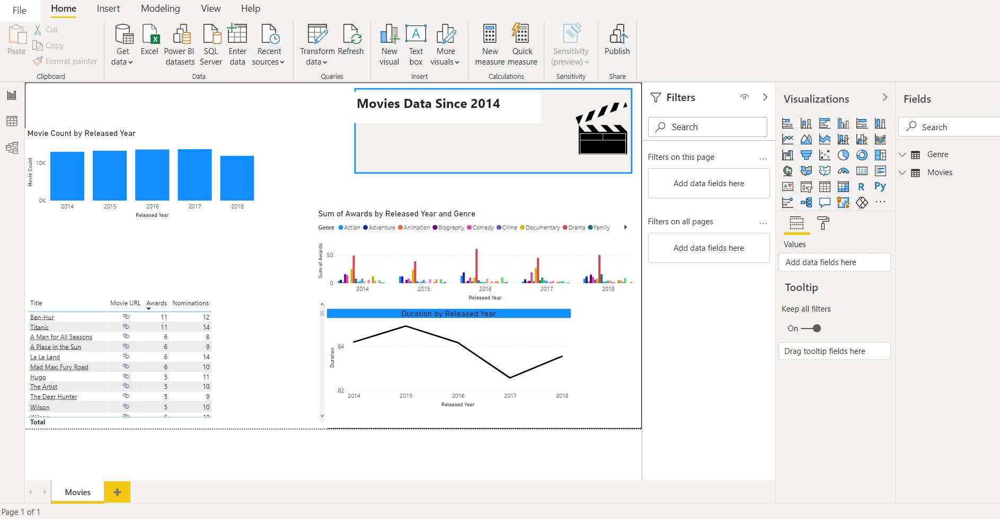 File Home Insert Modeling View Help
Paste
Cut
Copy
Format painter
Clipboard
Get data
Excel
Power BI datasets
SQL Server
Enter data
Recent sources
Data
Transform data
Refresh
Queries
New visual
Text box
More visuals
Insert
New measure
Quick measure
Calculations
Sensitivity (preview)
Sensitivity
Publish
Share
Movies Data Since 2014
Movie Count by Released Year
Movie Count
10K
0K
2014 2015 2016 2017 2018
Released Year
Sum of Awards by Released Year and Genre
Genre Action Adventure Animation Biography Comedy Crime Documentary Drama Family
Sum of Awards
50
0
2014 2015 2016 2017 2018
Released Year
Title Movie URL Awards Nominations
Ben-Hur 11 12
Titanic 11 14
A Man for All Seasons 6 8
A Place in the Sun 6 9
La La Land 6 14
Mad Max: Fury Road 6 10
Hugo 5 11
The Artist 5 10
The Deer Hunter 5 9
Wilson 5 10
Wilson 5 10
Total
Duration by Released Year
Duration
84
82
2014 2015 2016 2017 2018
Released Year
Filters
Search
Filters on this page ...
Add data fields here
Filters on all pages ...
Add data fields here
Visualizations
123
R Py
...
Values
Add data fields here
Tooltip
Keep all filters
On
Drag tooltip fields here
Fields
Search
Genre
Movies
Movies +
Page 1 of 1